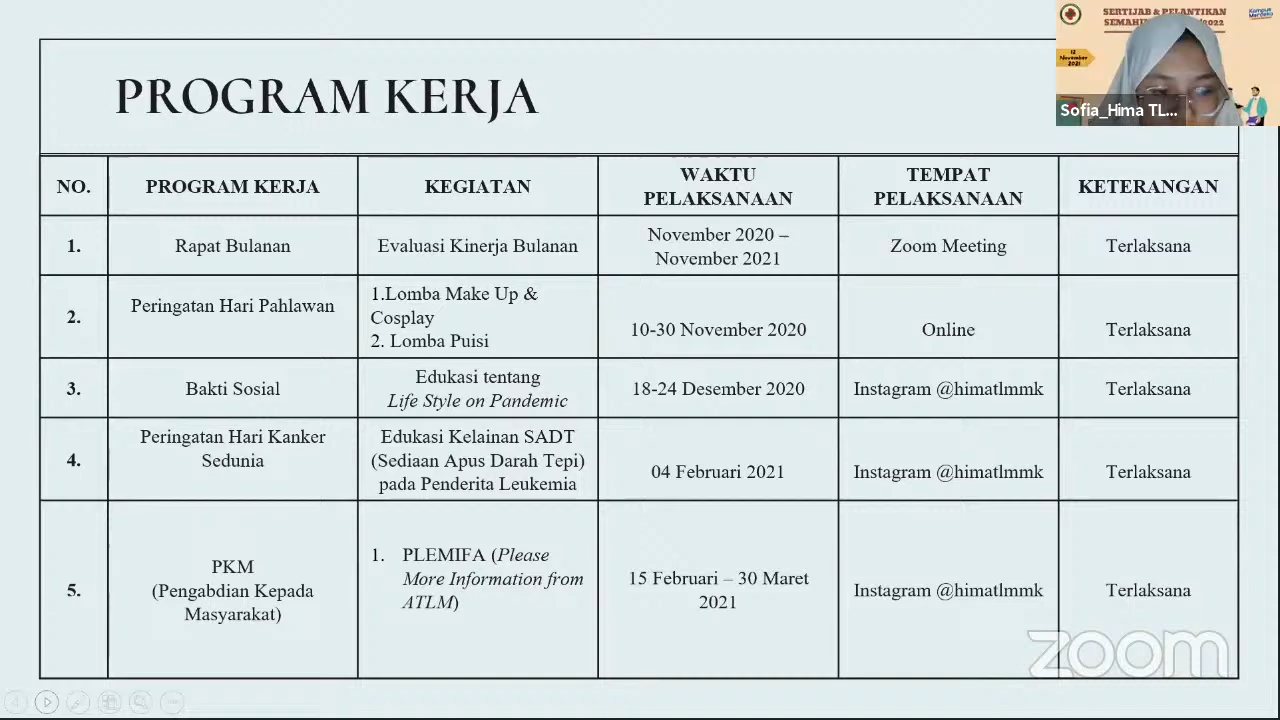 SERTIJAB & PELANTIKAN
Kampus
Merdeka
12
November
2021
Sofia_Hima TL...
PROGRAM KERJA
NO.
PROGRAM KERJA
KEGIATAN
WAKTU
PELAKSANAAN
TEMPAT
PELAKSANAAN
KETERANGAN
1.
Rapat Bulanan
Evaluasi Kinerja Bulanan
November 2020 –
November 2021
Zoom Meeting
Terlaksana
2.
Peringatan Hari Pahlawan
1.Lomba Make Up &
Cosplay
2. Lomba Puisi
10-30 November 2020
Online
Terlaksana
3.
Bakti Sosial
Edukasi tentang
Life Style on Pandemic
18-24 Desember 2020
Instagram @himatlmmk
Terlaksana
4.
Peringatan Hari Kanker
Sedunia
Edukasi Kelainan SADT
(Sediaan Apus Darah Tepi)
pada Penderita Leukemia
04 Februari 2021
Instagram @himatlmmk
Terlaksana
5.
PKM
(Pengabdian Kepada
Masyarakat)
1. PLEMIFA (Please
More Information from
ATLM)
15 Februari – 30 Maret
2021
Instagram @himatlmmk
Terlaksana
zoom